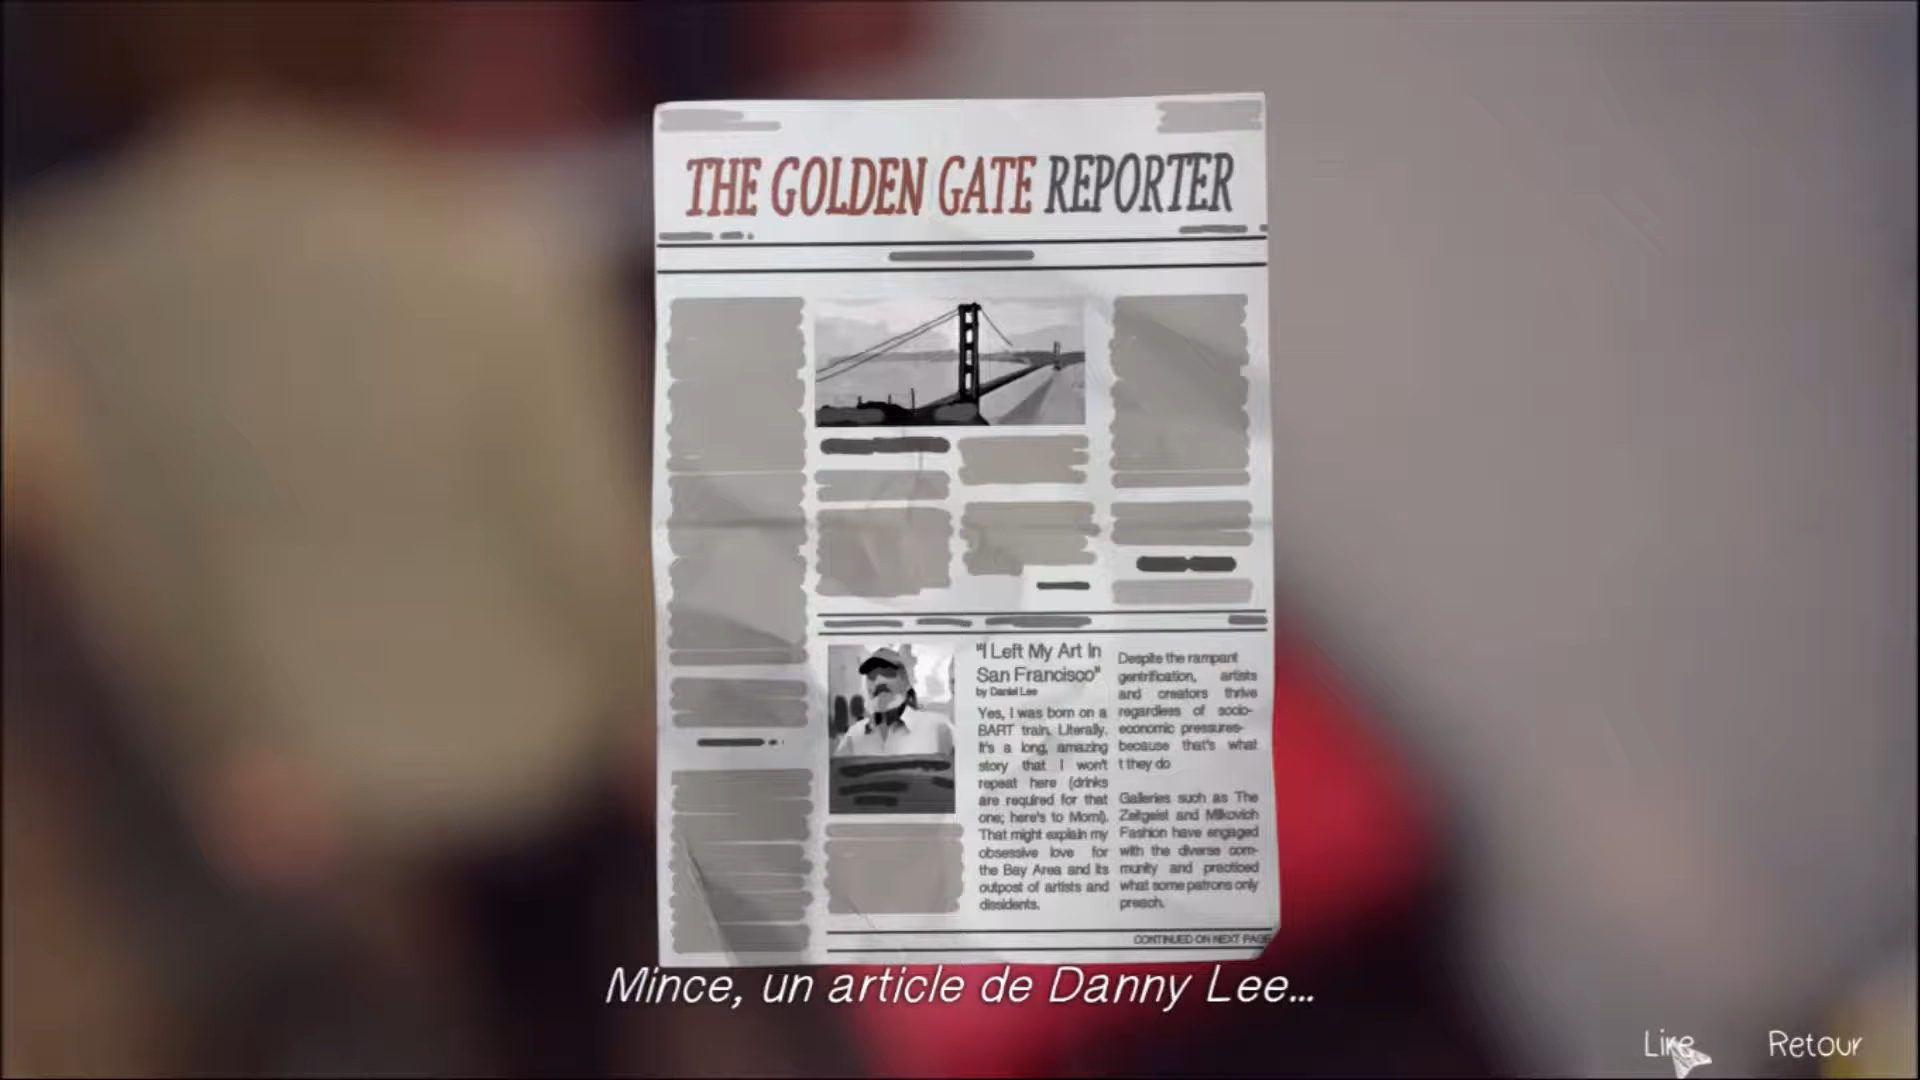 THE GOLDEN GATE REPORTER
"I Left My Art In
San Francisco"
by Daniel Lee
Yes, I was born on a
BART train. Literally.
It's a long, amazing
story that I won't
repeat here (drinks
are required for that
one; here's to Mom!).
That might explain my
obsessive love for
the Bay Area and its
outpost of artists and
dissidents.
Despite the rampant
gentrification, artists
and creators thrive
regardless of socio-
economic pressures-
because that's what
t they do
Galleries such as The
Zeitgeist and Milkovich
Fashion have engaged
with the diverse com-
munity and practiced
what some patrons only
preach.
CONTINUED ON NEXT PAGE
Mince, un article de Danny Lee...
Lire
Retour